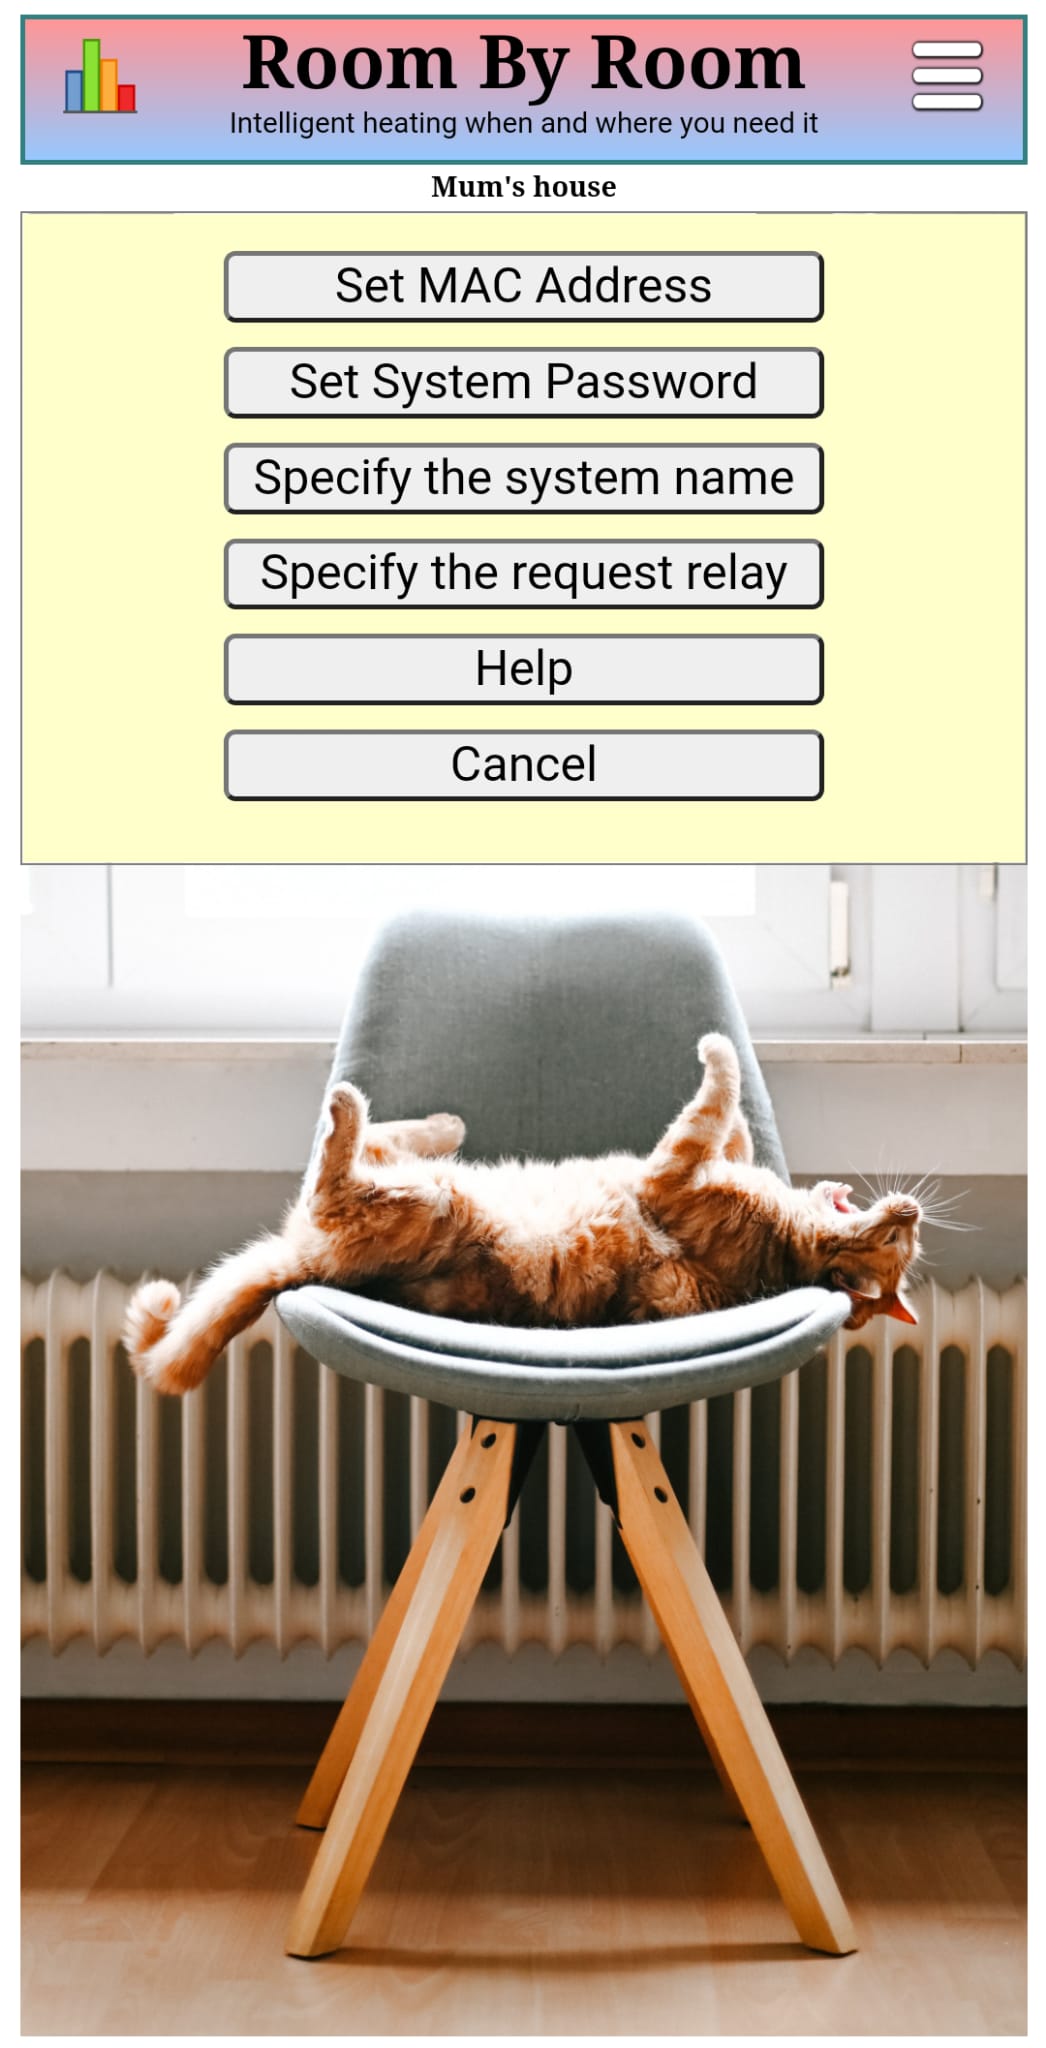 Room By Room
Intelligent heating when and where you need it
Mum's house
Set MAC Address
Set System Password
Specify the system name
Specify the request relay
Help
Cancel